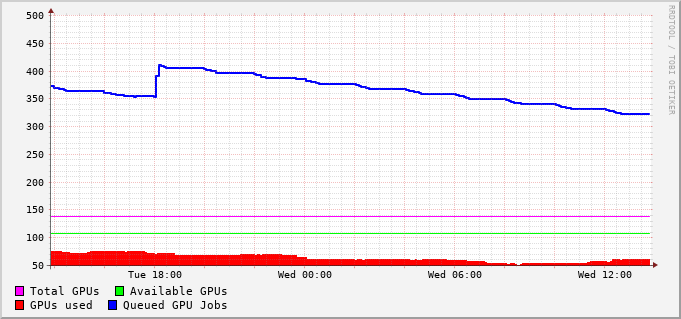 500
450
400
350
300
250
200
150
100
50
Tue 18:00 Wed 00:00 Wed 06:00 Wed 12:00
Total GPUs Available GPUs
GPUs used Queued GPU Jobs
RRDTOOL / TOBI OETIKER